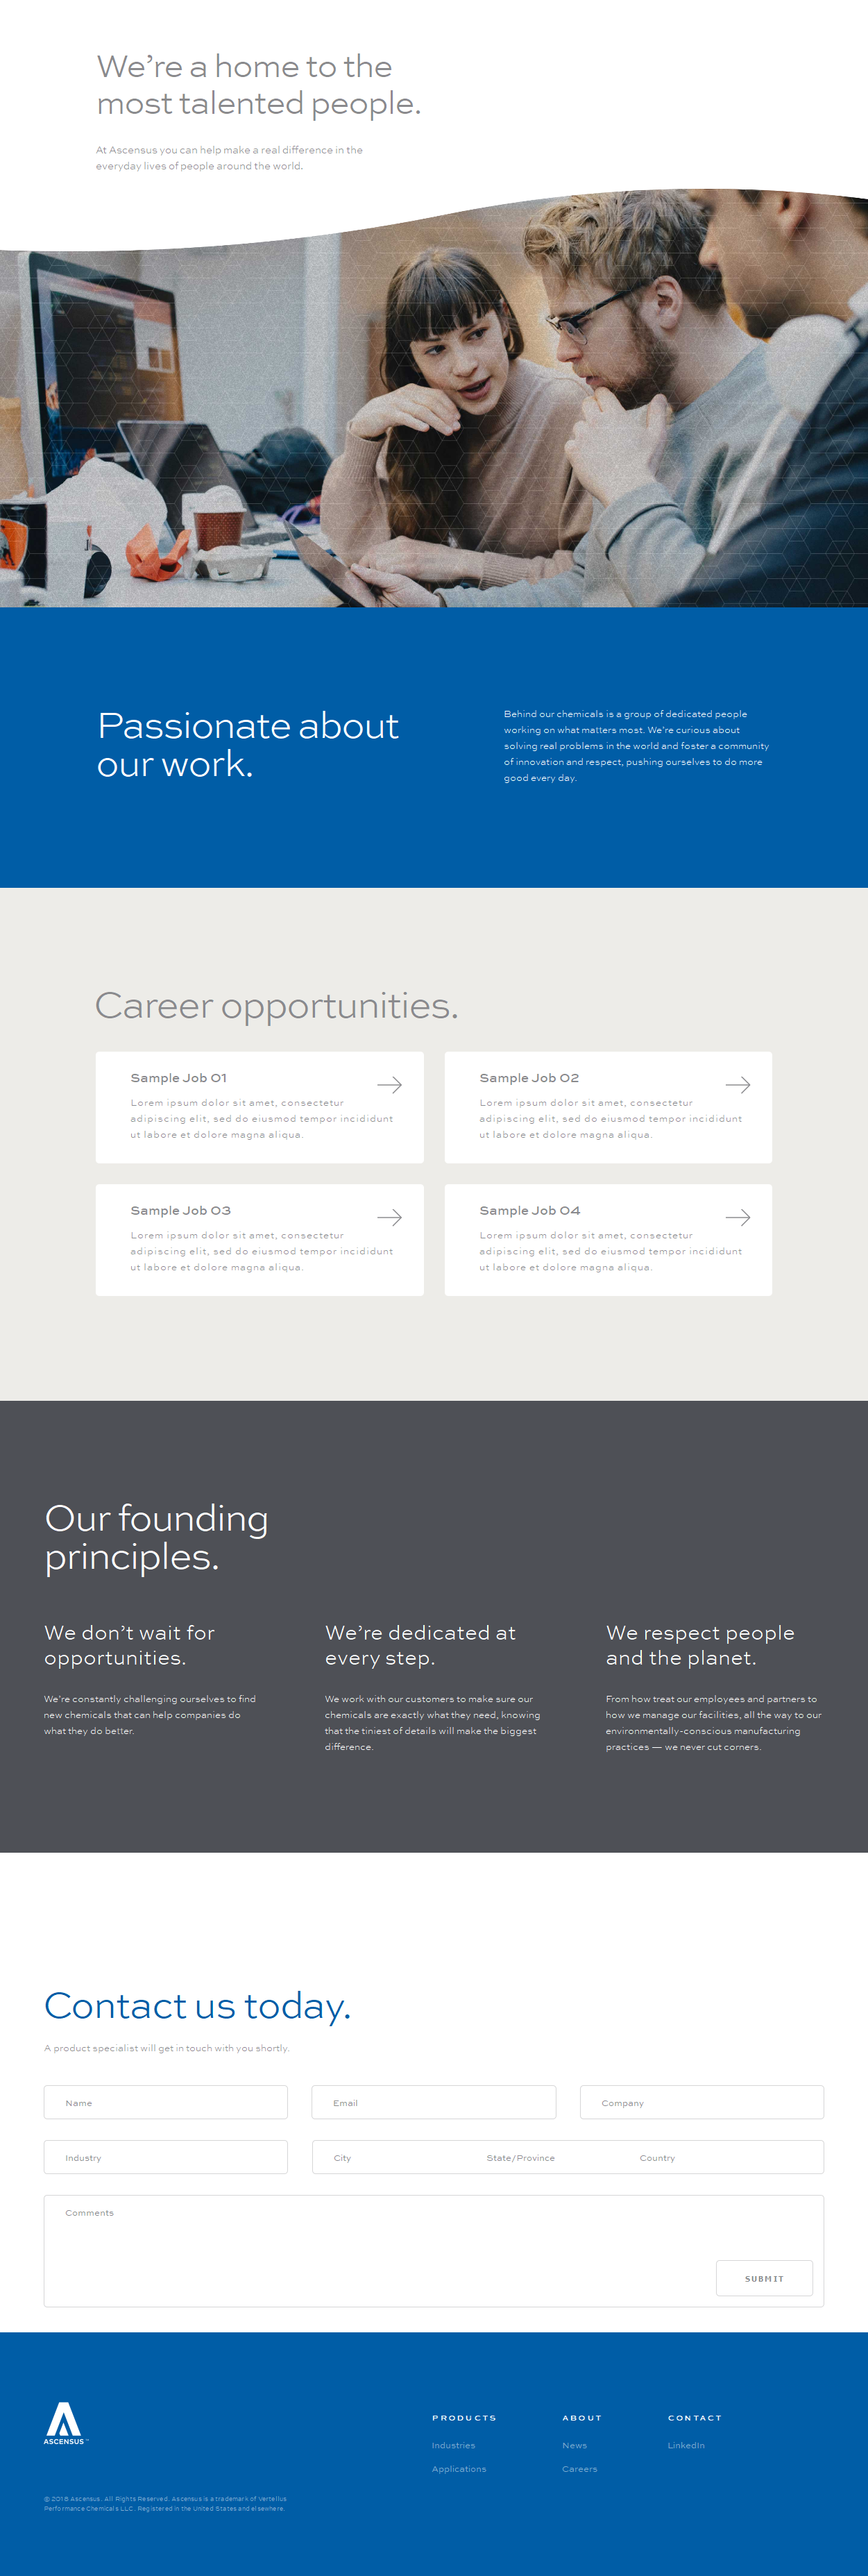 We’re a home to the
most talented people.
At Ascensus you can help make a real difference in the
everyday lives of people around the world.
Passionate about
our work.
Behind our chemicals is a group of dedicated people
working on what matters most. We’re curious about
solving real problems in the world and foster a community
of innovation and respect, pushing ourselves to do more
good every day.
Career opportunities.
Sample Job 01
Lorem ipsum dolor sit amet, consectetur
adipiscing elit, sed do eiusmod tempor incididunt
ut labore et dolore magna aliqua.
Sample Job 02
Lorem ipsum dolor sit amet, consectetur
adipiscing elit, sed do eiusmod tempor incididunt
ut labore et dolore magna aliqua.
Sample Job 03
Lorem ipsum dolor sit amet, consectetur
adipiscing elit, sed do eiusmod tempor incididunt
ut labore et dolore magna aliqua.
Sample Job 04
Lorem ipsum dolor sit amet, consectetur
adipiscing elit, sed do eiusmod tempor incididunt
ut labore et dolore magna aliqua.
Our founding
principles.
We don’t wait for
opportunities.
We’re constantly challenging ourselves to find
new chemicals that can help companies do
what they do better.
We’re dedicated at
every step.
We work with our customers to make sure our
chemicals are exactly what they need, knowing
that the tiniest of details will make the biggest
difference.
We respect people
and the planet.
From how treat our employees and partners to
how we manage our facilities, all the way to our
environmentally-conscious manufacturing
practices — we never cut corners.
Contact us today.
A product specialist will get in touch with you shortly.
Name
Email
Company
Industry
City
State/Province
Country
Comments
SUBMIT
ASCENSUS™
PRODUCTS
Industries
Applications
ABOUT
News
Careers
CONTACT
LinkedIn
© 2016 Ascensus. All Rights Reserved. Ascensus is a trademark of Vertellus
Performance Chemicals LLC. Registered in the United States and elsewhere.